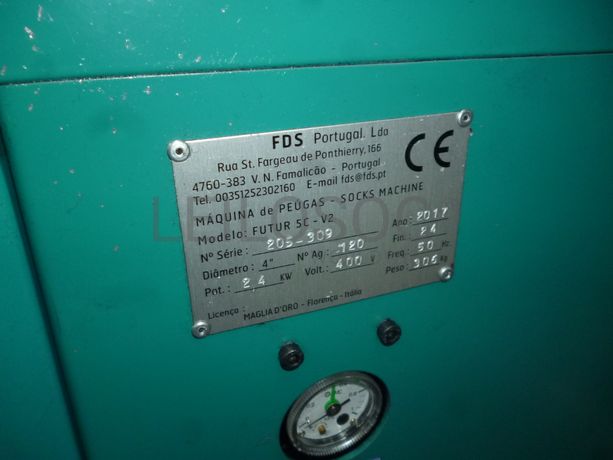 FDS Portugal. Lda
CE
Rua St. Fargeau de Ponthierry, 166
4760-383 V. N. Famalicão - Portugal
Tel. 00351252302160 E-mail fds@fds.pt
MÁQUINA de PEÚGAS - SOCKS MACHINE
Modelo: FUTUR 5C - V2 Ano: 2017
Nº Série: 205-309 Fin.: 24
Diâmetro: 4" Nº Ag: 120 Freq: 50 Hz.
Pot.: 2,4 KW Volt.: 400 V Peso: 306 kg
Licença: MAGLIA D'ORO - Florença - Itália
SMC